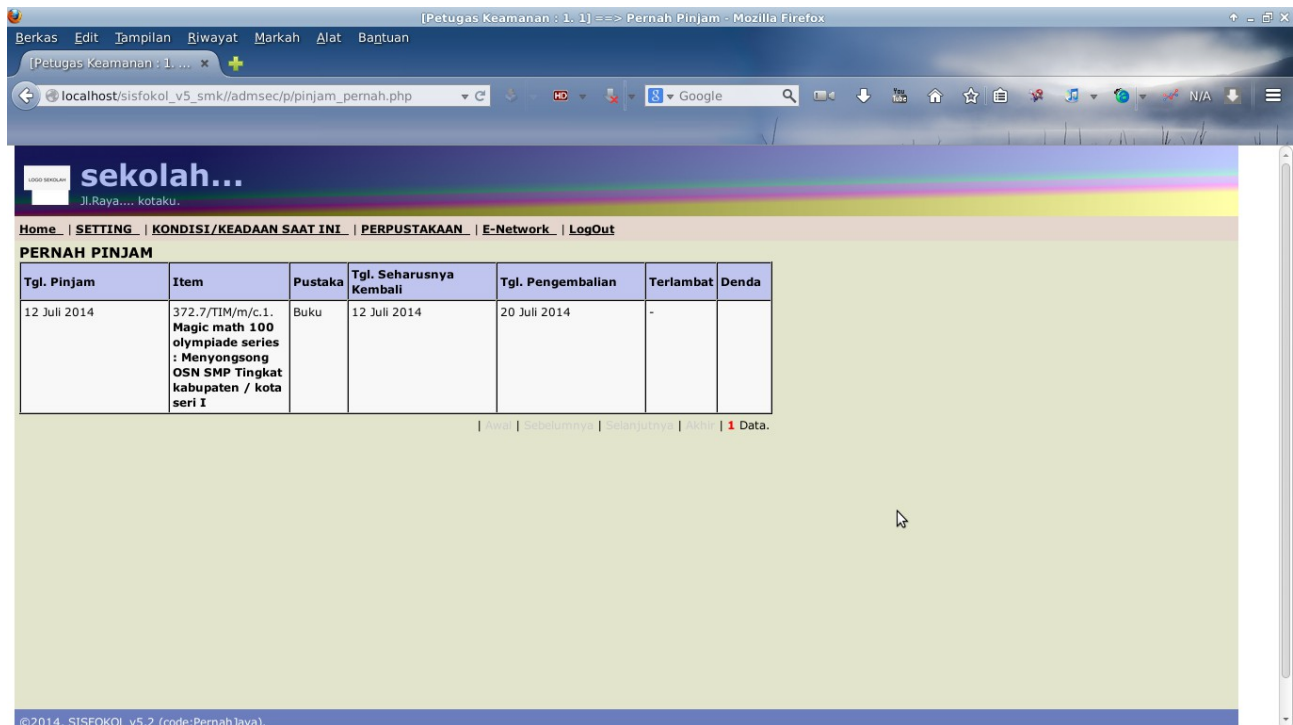 [Petugas Keamanan : 1. 1] ==> Pernah Pinjam - Mozilla Firefox
Berkas Edit Tampilan Riwayat Markah Alat Bantuan
[Petugas Keamanan : 1. ...
localhost/sisfokol_v5_smk//admsec/p/pinjam_pernah.php
HD
8 Google
You Tube
N/A
LOGO SEKOLAH
sekolah...
Jl.Raya.... kotaku.
Home | SETTING | KONDISI/KEADAAN SAAT INI | PERPUSTAKAAN | E-Network | LogOut
PERNAH PINJAM
Tgl. Pinjam Item Pustaka Tgl. Seharusnya Kembali Tgl. Pengembalian Terlambat Denda
12 Juli 2014 372.7/TIM/m/c.1. Buku 12 Juli 2014 20 Juli 2014 -
Magic math 100
olympiade series
: Menyongsong
OSN SMP Tingkat
kabupaten / kota
seri I
| Awal | Sebelumnya | Selanjutnya | Akhir | 1 Data.
©2014. SISFOKOL v5.2 (code:PernahJaya).